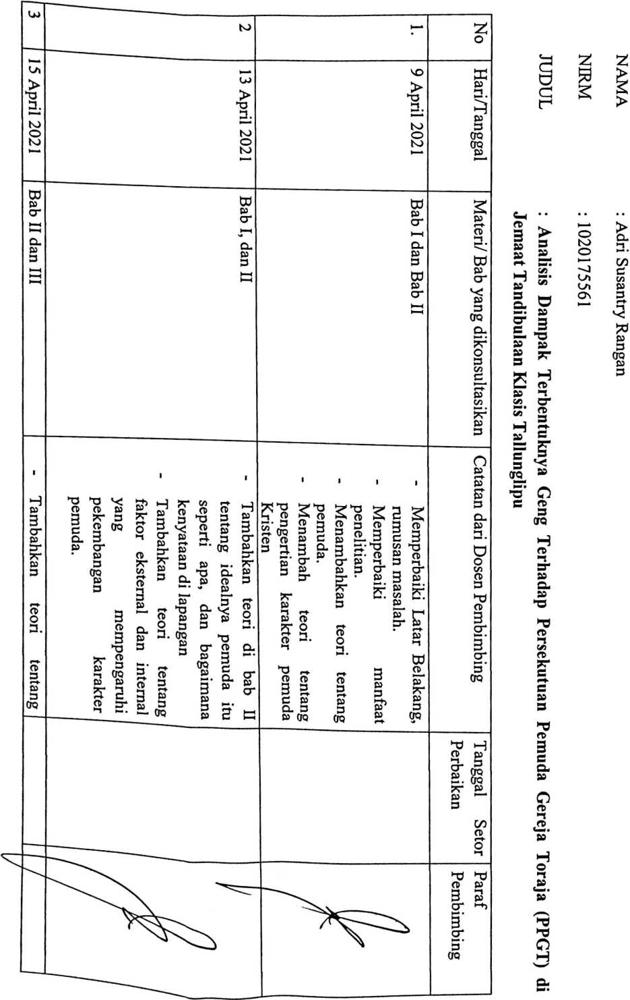 NAMA : Adri Susantry Rangan
NIRM : 1020175561
JUDUL : Analisis Dampak Terbentuknya Geng Terhadap Persekutuan Pemuda Gereja Toraja (PPGT) di
Jemaat Tandibulaan Klasis Tallunglipu
No Hari/Tanggal Materi/ Bab yang dikonsultasikan Catatan dari Dosen Pembimbing Tanggal Setor Paraf
Perbaikan Pembimbing
1. 9 April 2021 Bab I dan Bab II - Memperbaiki Latar Belakang,
rumusan masalah.
- Memperbaiki manfaat
penelitian.
- Menambahkan teori tentang
pemuda.
- Menambah teori tentang
pengertian karakter pemuda
Kristen
2 13 April 2021 Bab I, dan II - Tambahkan teori di bab II
tentang idealnya pemuda itu
seperti apa, dan bagaimana
kenyataan di lapangan
- Tambahkan teori tentang
faktor eksternal dan internal
yang mempengaruhi
pekembangan karakter
pemuda.
3 15 April 2021 Bab II dan III - Tambahkan teori tentang